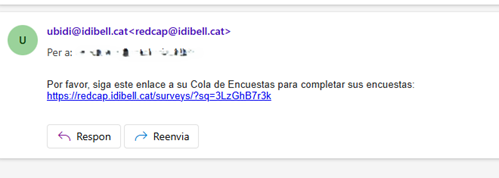 U
ubidi@idibell.cat<redcap@idibell.cat>
Per a:
Por favor, siga este enlace a su Cola de Encuestas para completar sus encuestas:
https://redcap.idibell.cat/surveys/?sq=3LzGhB7r3k
Respon
Reenvia